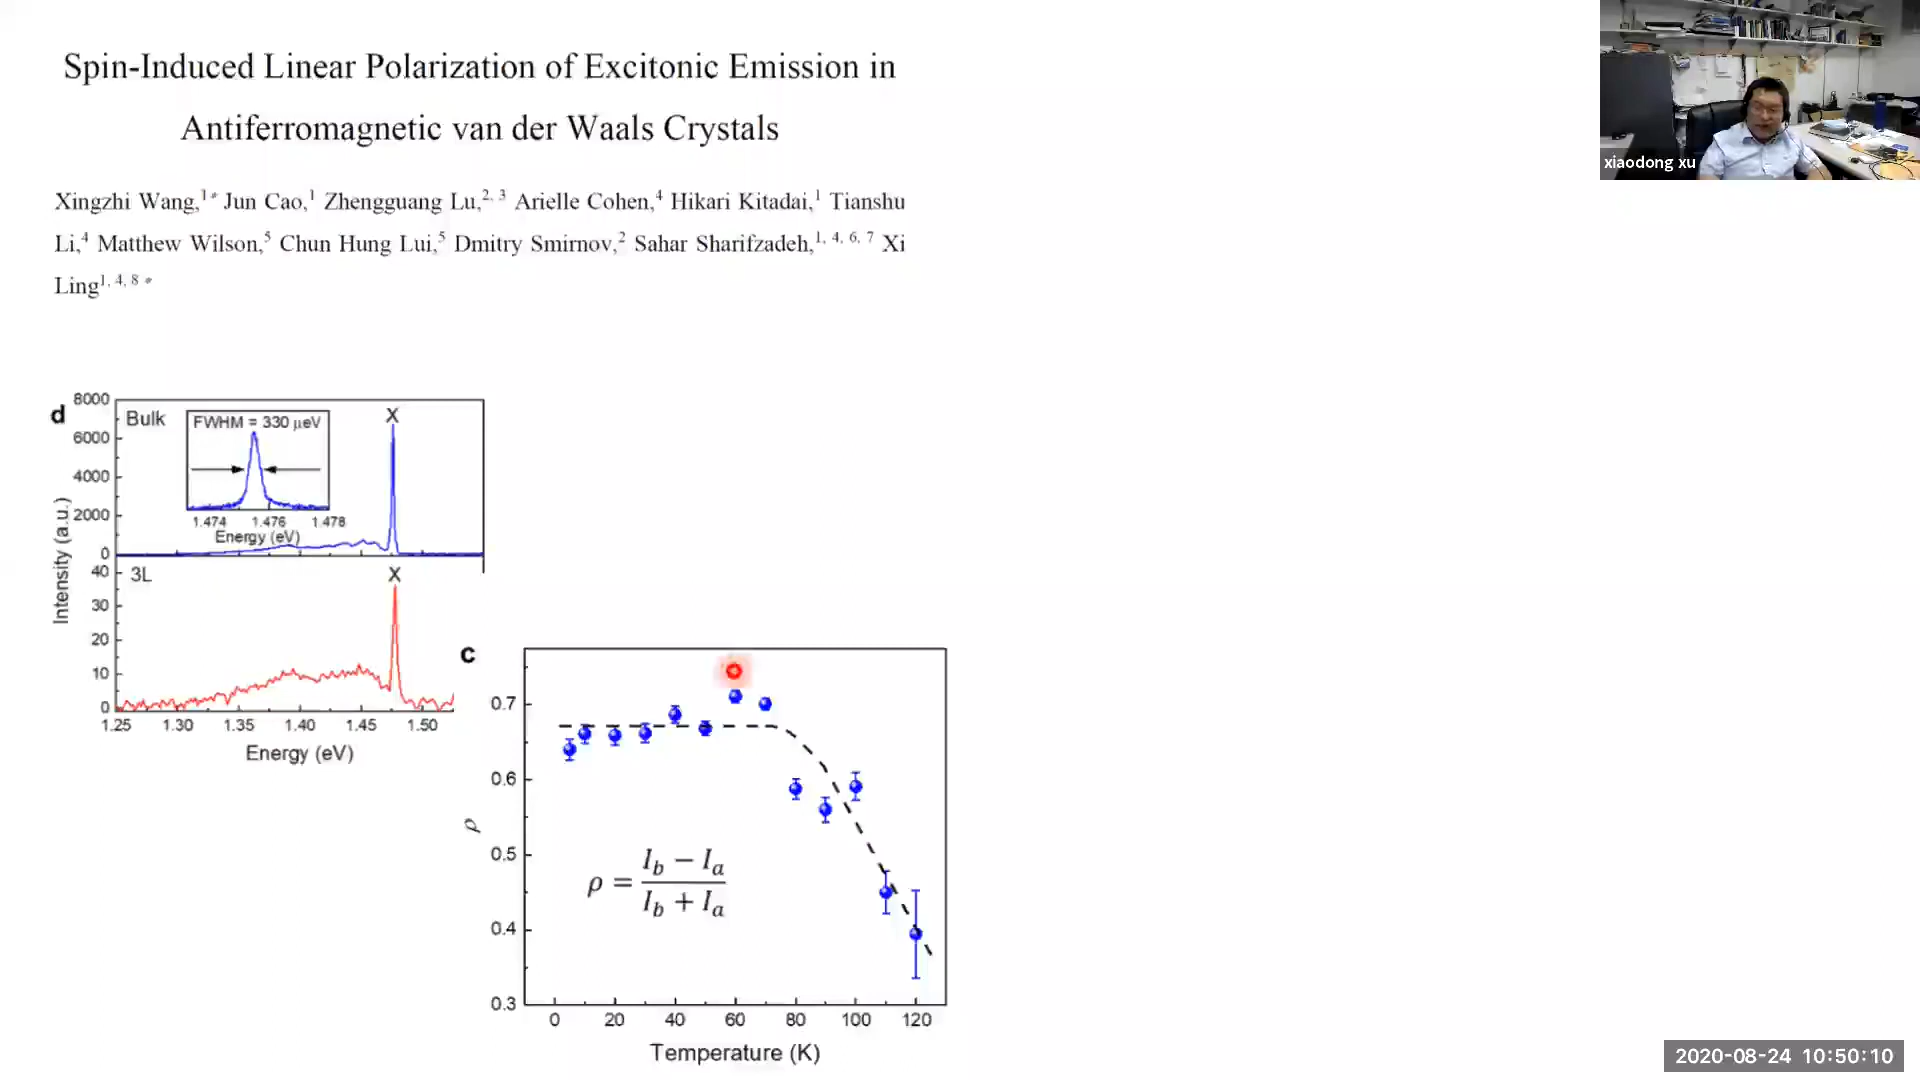 Spin-Induced Linear Polarization of Excitonic Emission in
Antiferromagnetic van der Waals Crystals
Xingzhi Wang,1* Jun Cao,1 Zhengguang Lu,2, 3 Arielle Cohen,4 Hikari Kitadai,1 Tianshu
Li,4 Matthew Wilson,5 Chun Hung Lui,5 Dmitry Smirnov,2 Sahar Sharifzadeh,1, 4, 6, 7 Xi
Ling1, 4, 8 *
xiaodong xu
d
8000
6000
4000
2000
0
Bulk
FWHM = 330 μeV
1.474 1.476 1.478
Energy (eV)
X
Intensity (a.u.)
40
30
20
10
0
3L
X
1.25 1.30 1.35 1.40 1.45 1.50
Energy (eV)
c
0.7
0.6
0.5
0.4
0.3
ρ
ρ = (I_b − I_a) / (I_b + I_a)
0 20 40 60 80 100 120
Temperature (K)
2020-08-24 10:50:10